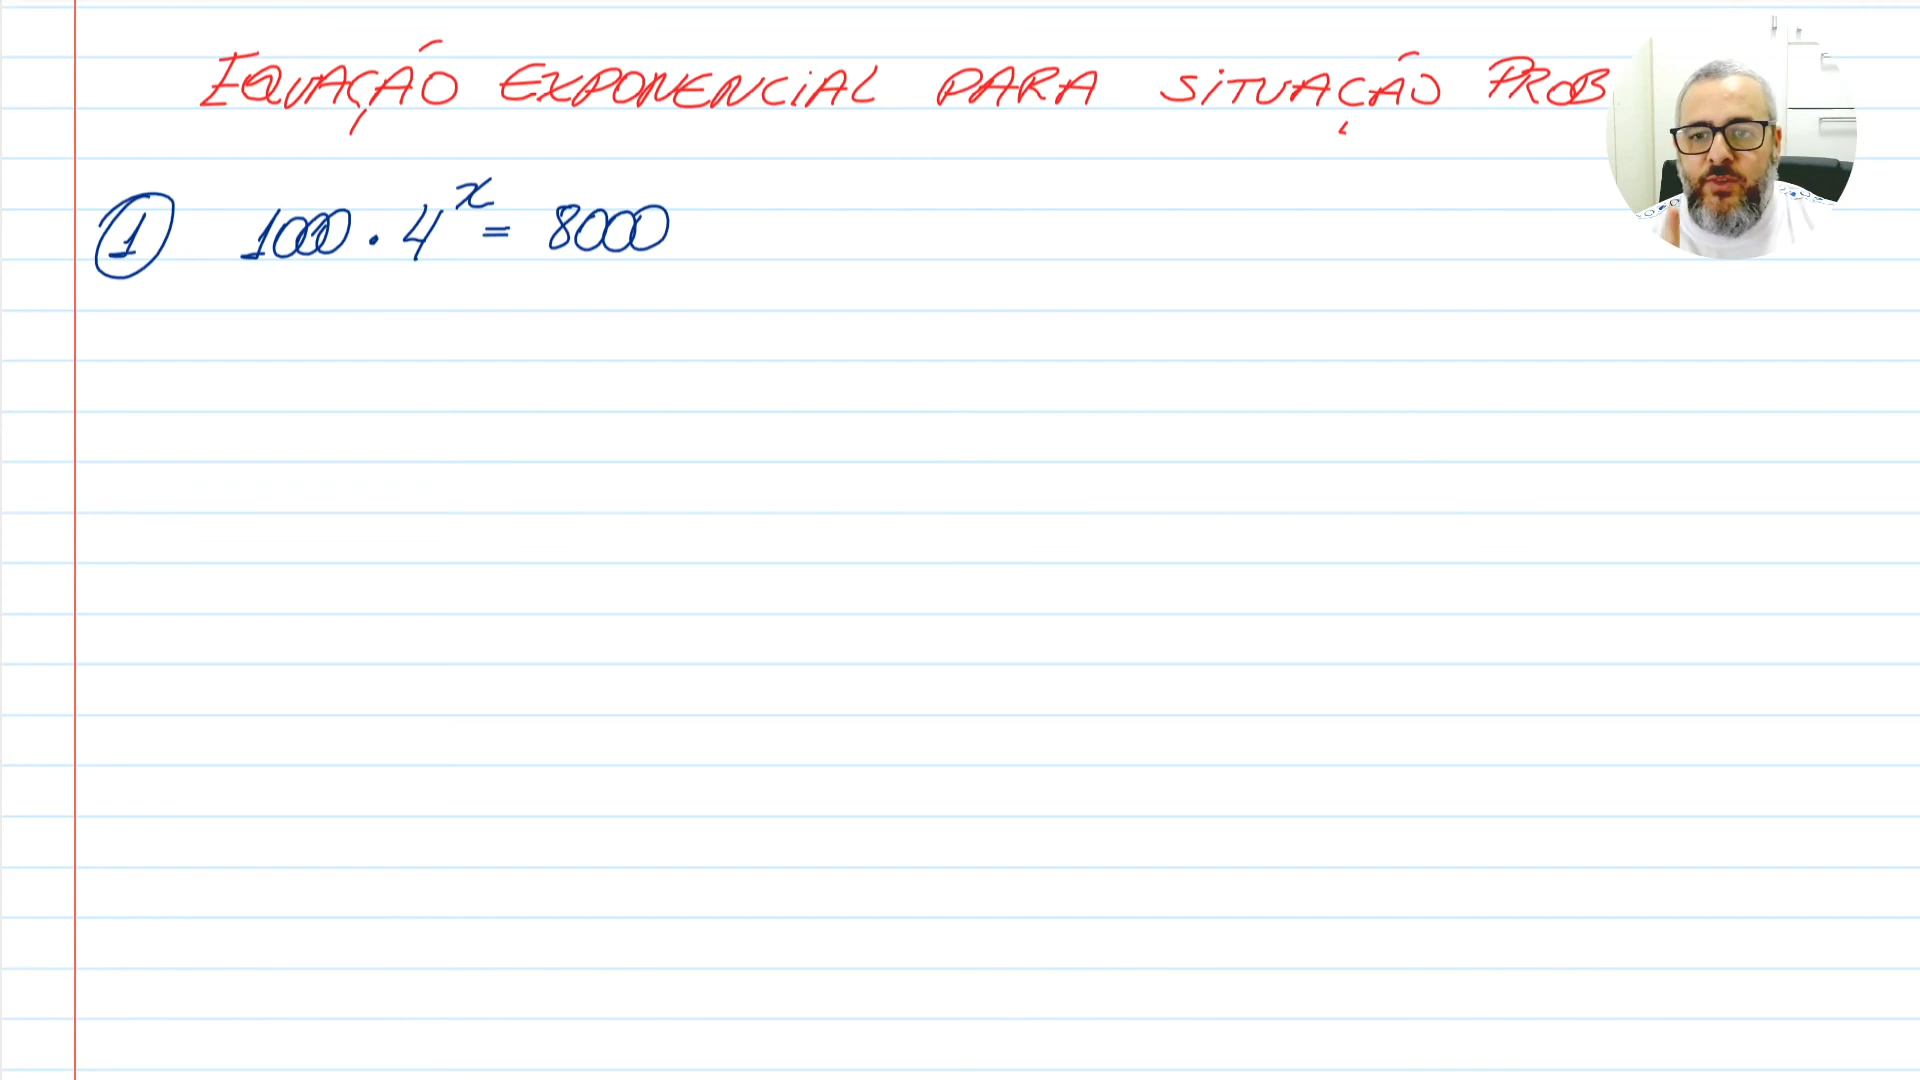 EQUAÇÃO EXPONENCIAL PARA SITUAÇÃO PROB
1 1000 . 4^x = 8000